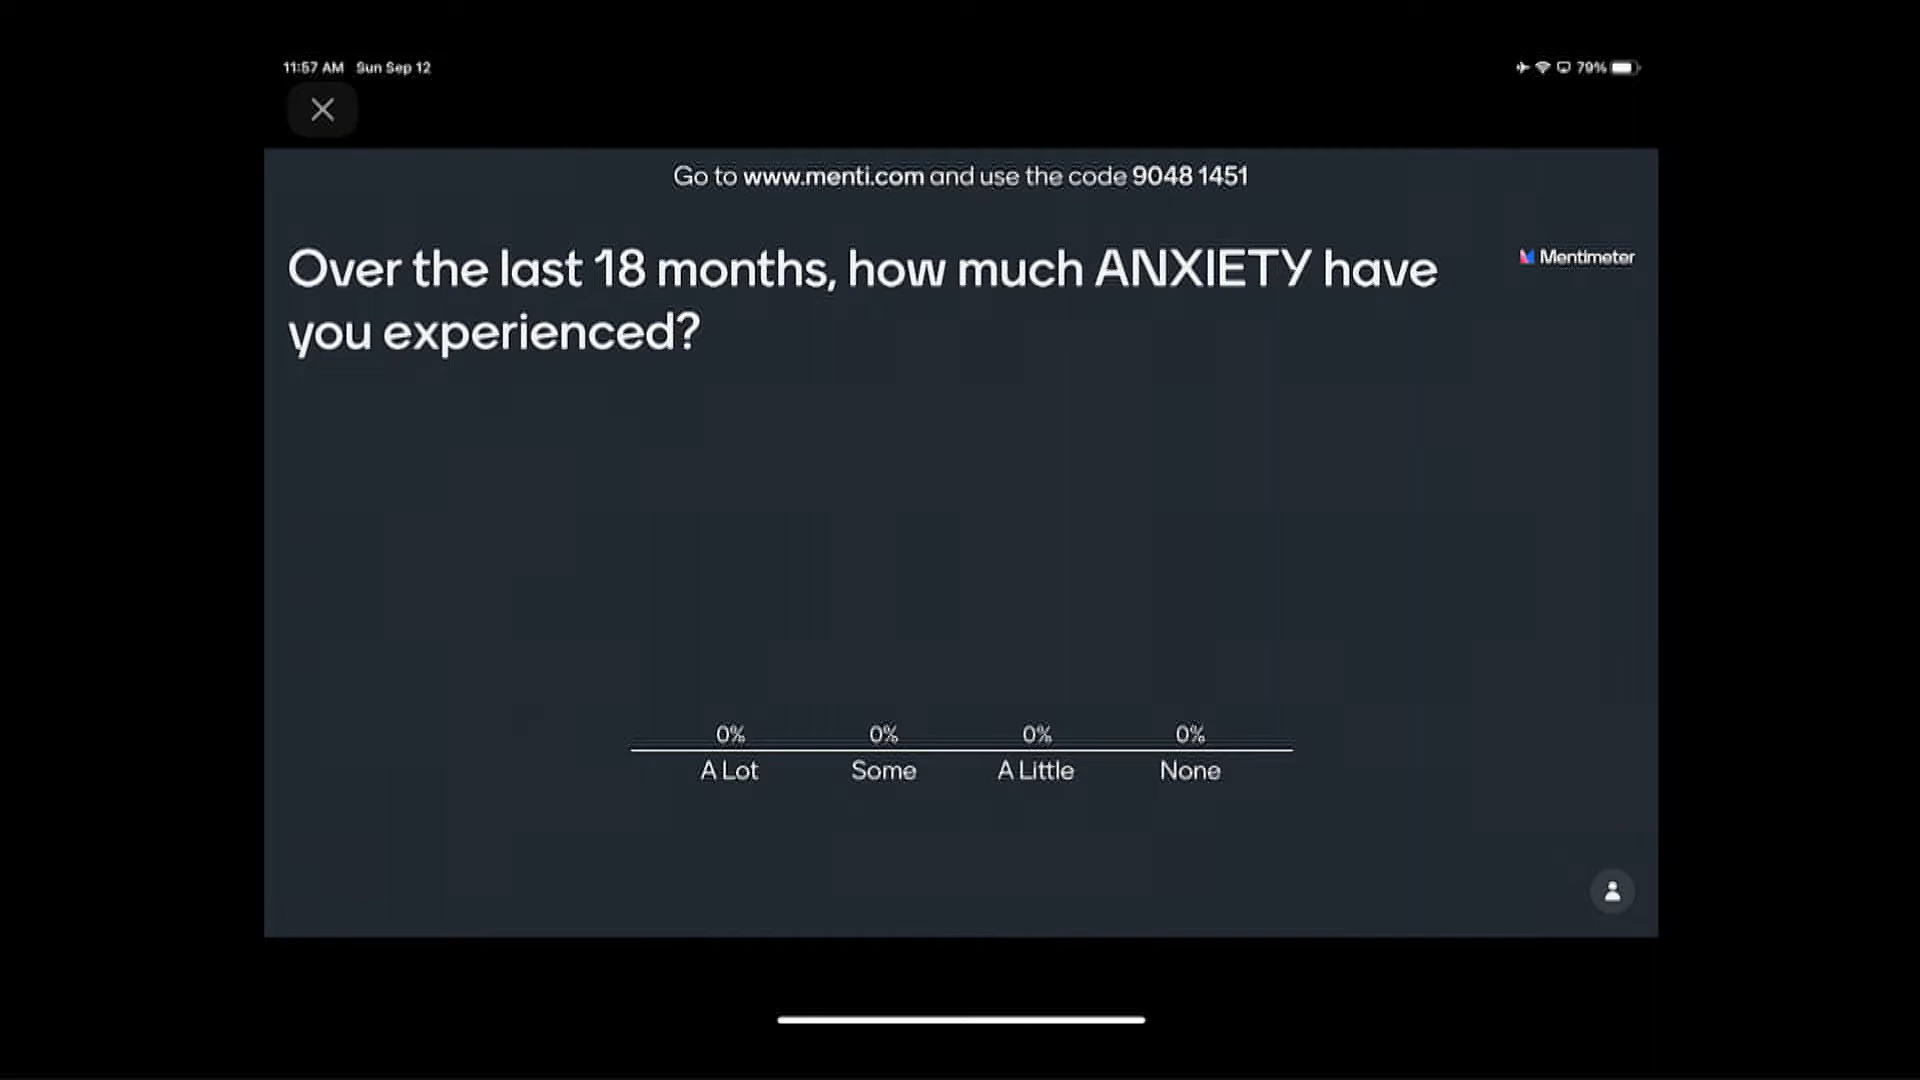 11:57 AM Sun Sep 12
79%
Go to www.menti.com and use the code 9048 1451
Over the last 18 months, how much ANXIETY have
you experienced?
Mentimeter
0% 0% 0% 0%
A Lot Some A Little None